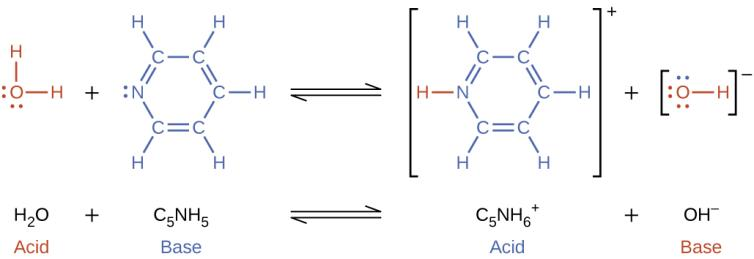 H H H H +
H C C H
:O—H + :N C—H ⇌ H—N C—H + [:O—H]−
C C C C
H H H H
H₂O + C₅NH₅ ⇌ C₅NH₆⁺ + OH⁻
Acid Base Acid Base